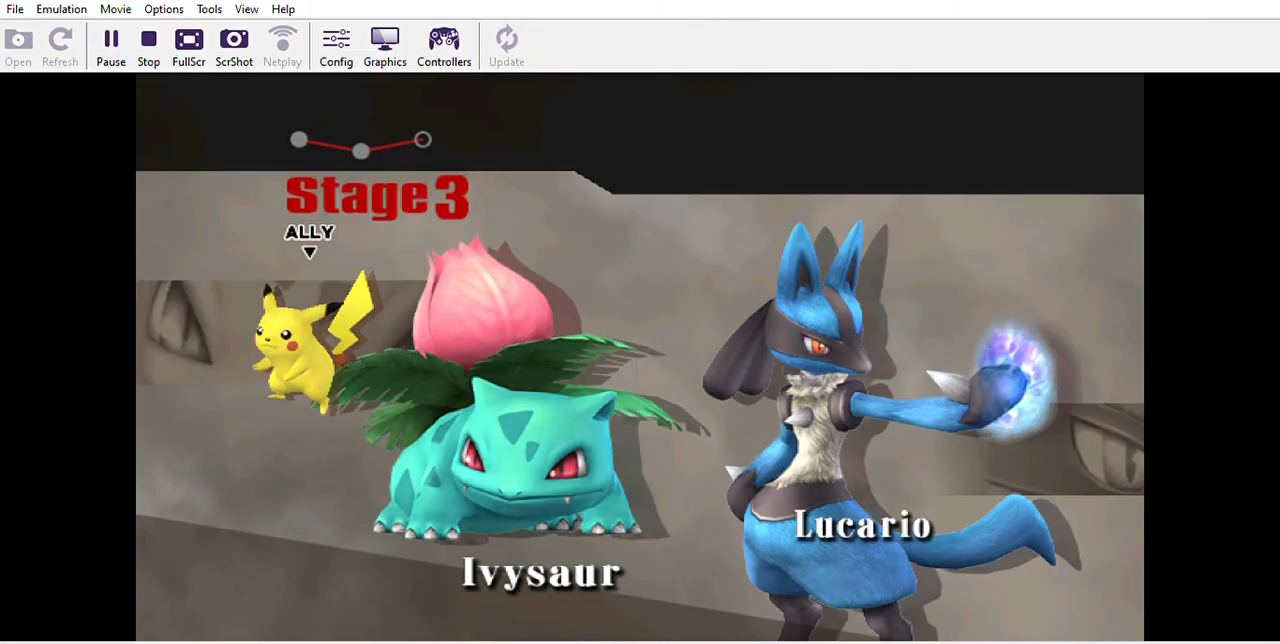 File Emulation Movie Options Tools View Help
Open Refresh Pause Stop FullScr ScrShot Netplay Config Graphics Controllers Update
Stage 3
ALLY
Lucario
Ivysaur